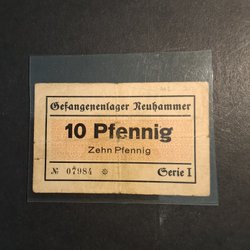 Gefangenenlager Neuhammer
10 Pfennig
Zehn Pfennig
№ 07984 Serie I